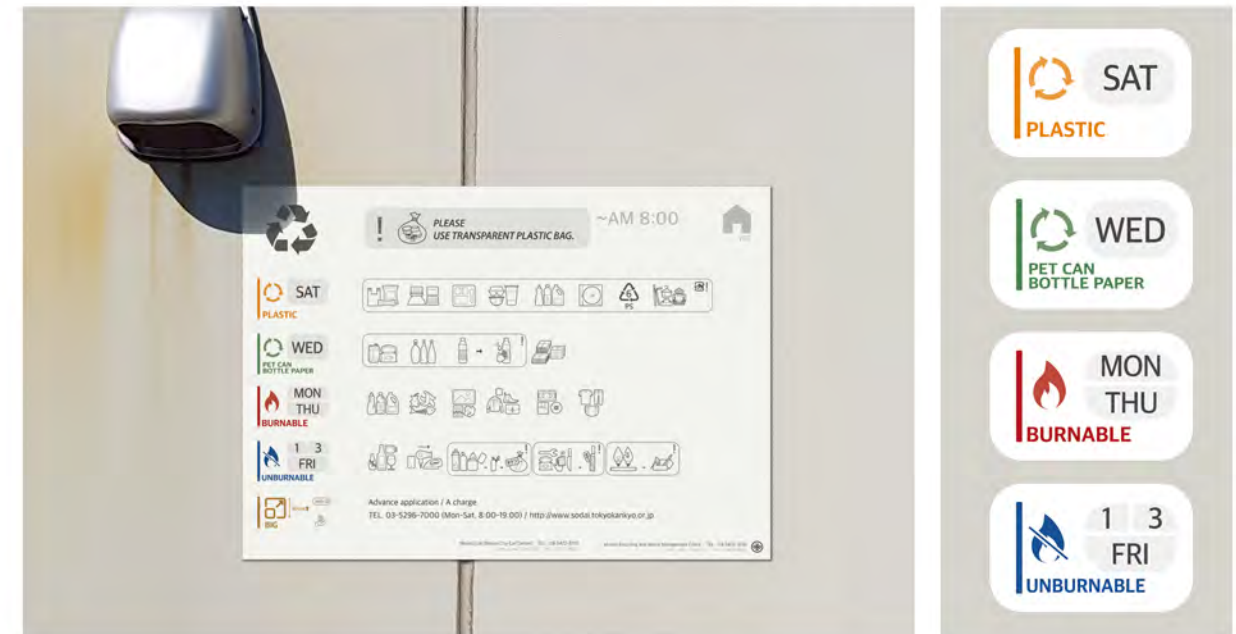 ! PLEASE
USE TRANSPARENT PLASTIC BAG.
~AM 8:00
SAT
PLASTIC
PS
WED
PET CAN
BOTTLE PAPER
MON
THU
BURNABLE
1 3
FRI
UNBURNABLE
BIG
Advance application / A charge
TEL. 03-5296-7000 (Mon-Sat. 8:00-19:00) / http://www.sodai.tokyokankyo.or.jp
SAT
PLASTIC
WED
PET CAN
BOTTLE PAPER
MON
THU
BURNABLE
1 3
FRI
UNBURNABLE